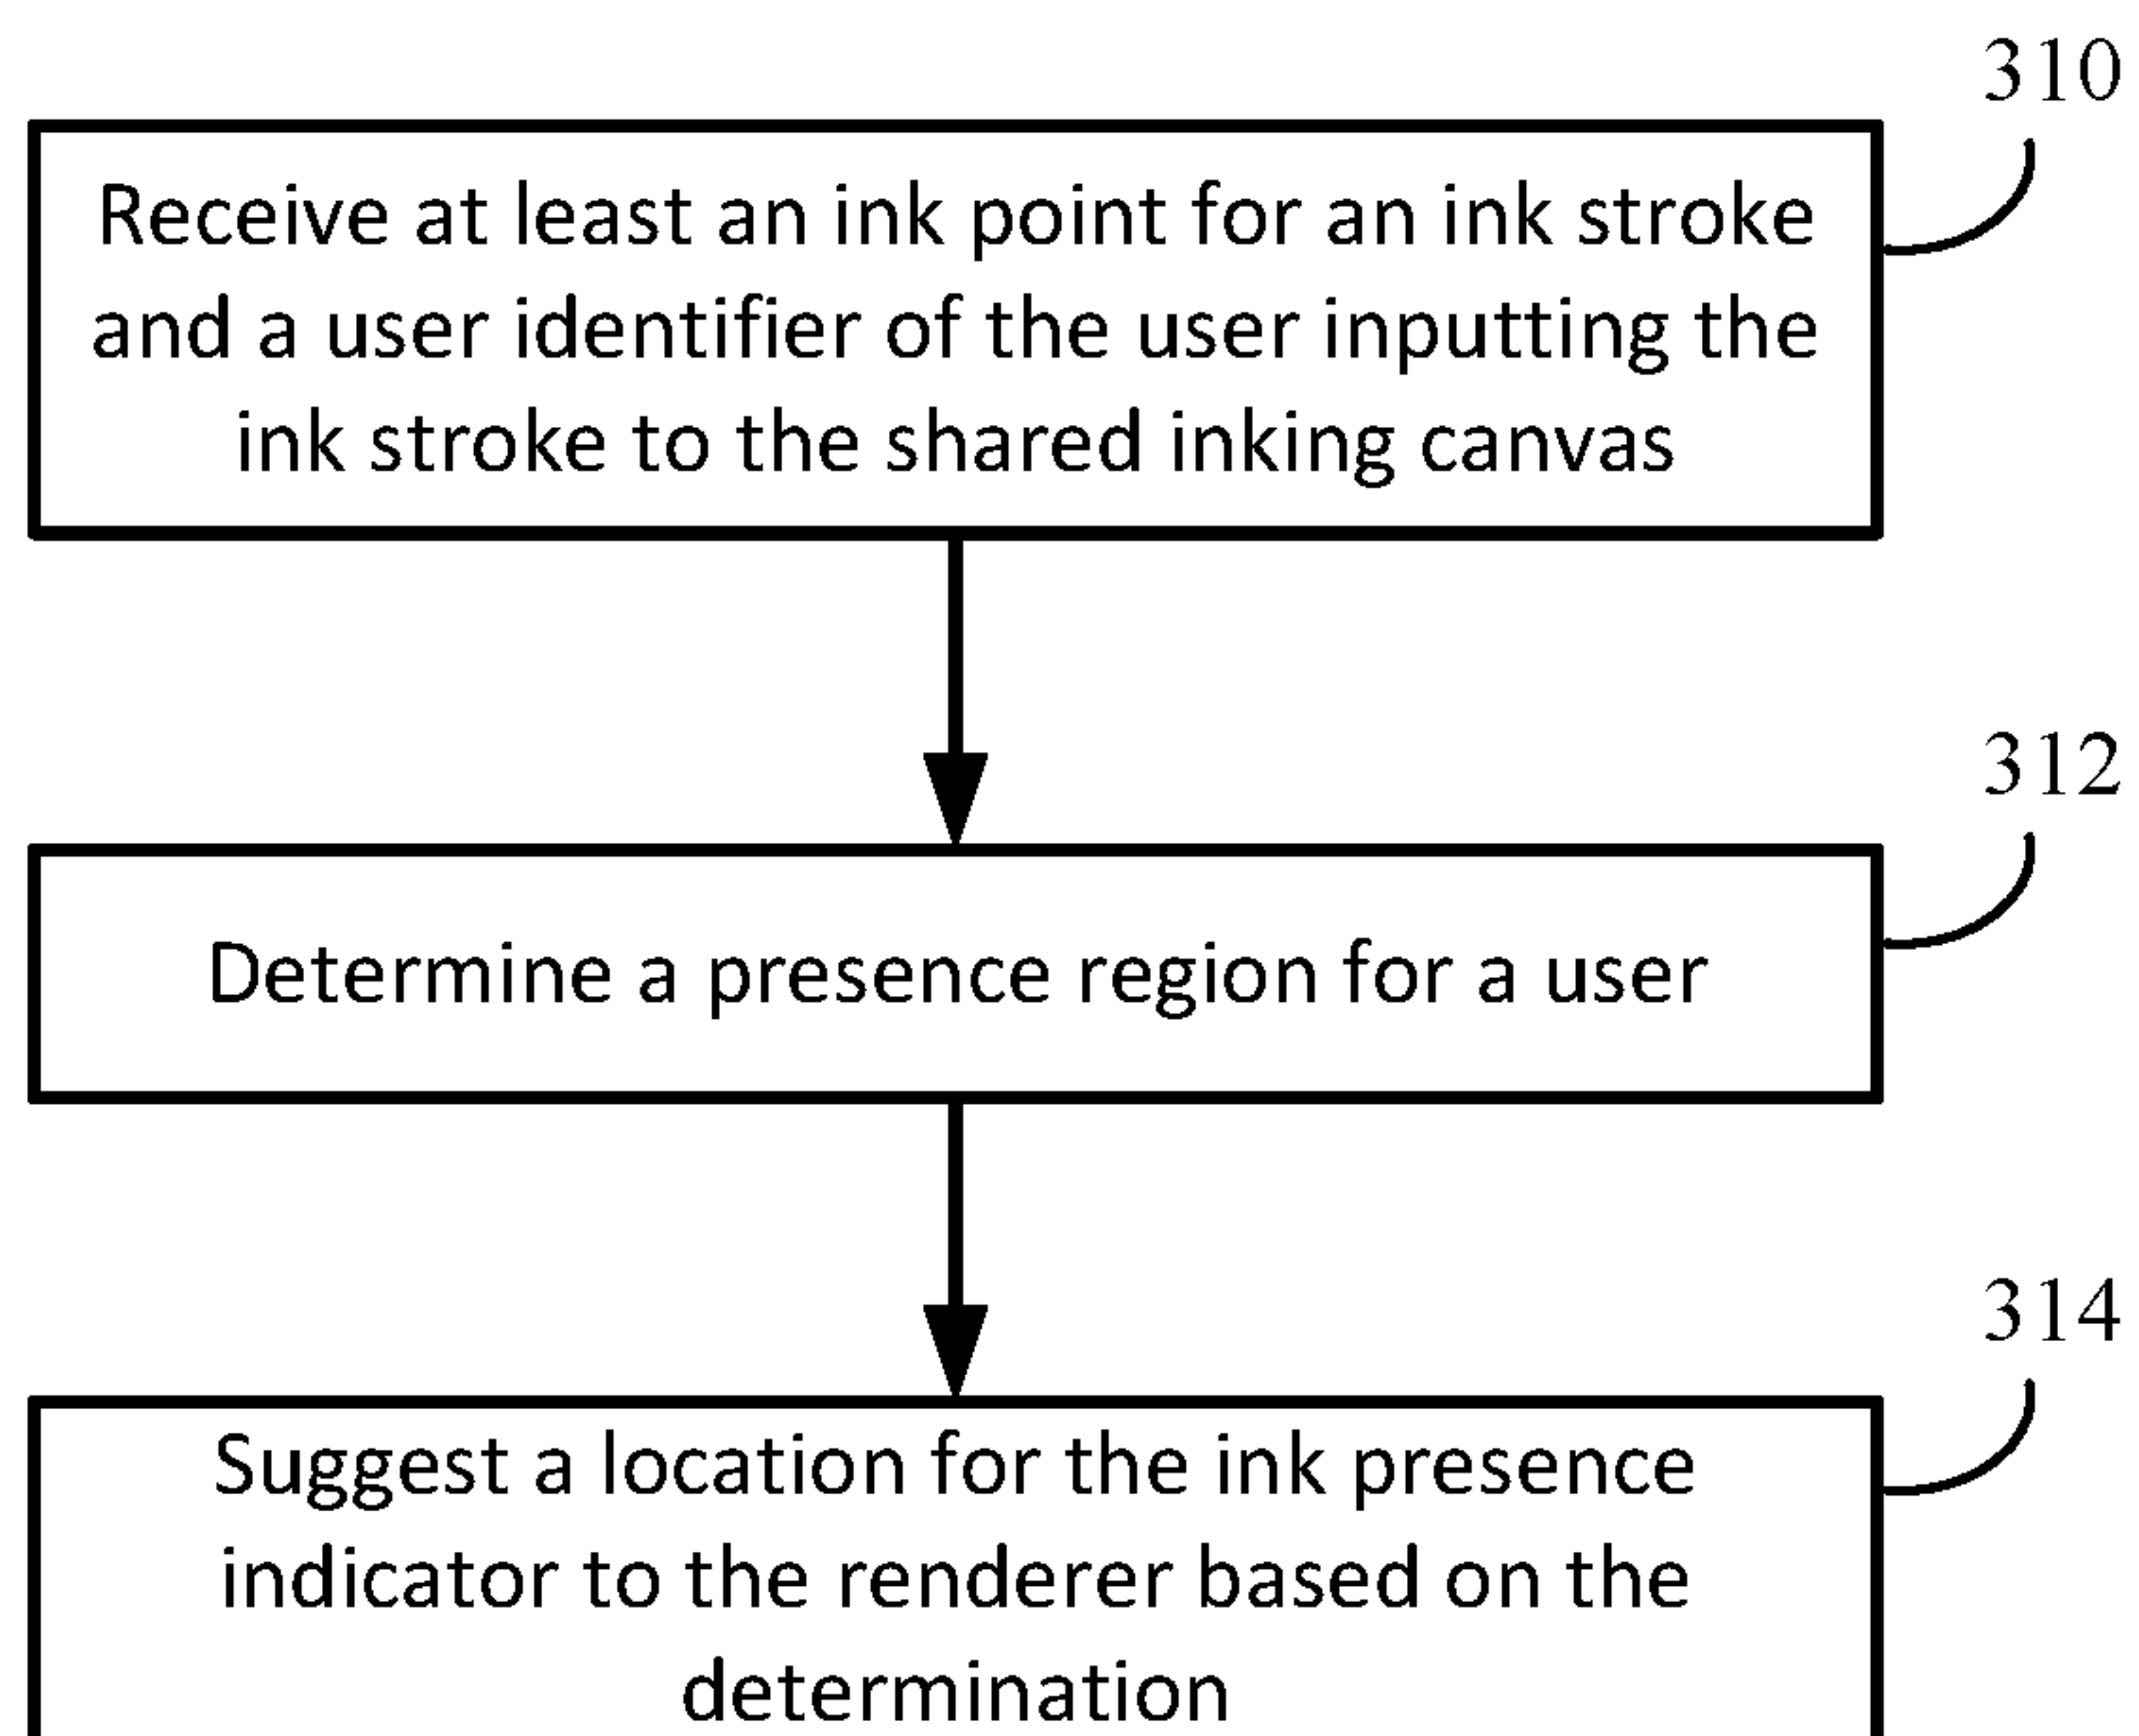 310
Receive at least an ink point for an ink stroke
and a user identifier of the user inputting the
ink stroke to the shared inking canvas
312
Determine a presence region for a user
314
Suggest a location for the ink presence
indicator to the renderer based on the
determination